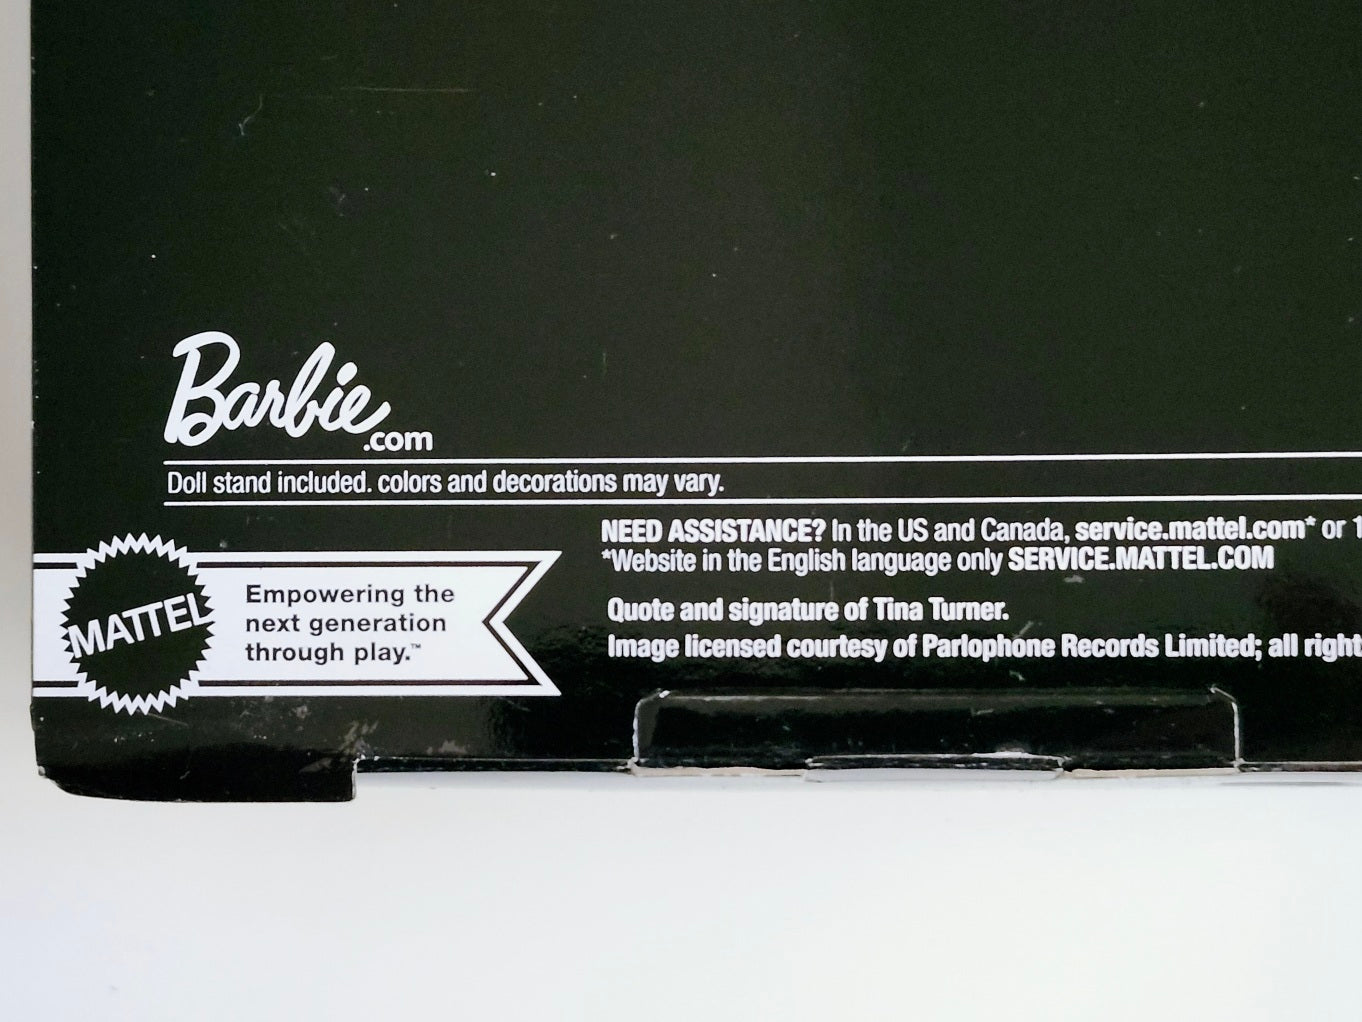 Barbie.com
Doll stand included. colors and decorations may vary.
NEED ASSISTANCE? In the US and Canada, service.mattel.com* or 1
*Website in the English language only SERVICE.MATTEL.COM
MATTEL
Empowering the
next generation
through play.™
Quote and signature of Tina Turner.
Image licensed courtesy of Parlophone Records Limited; all right